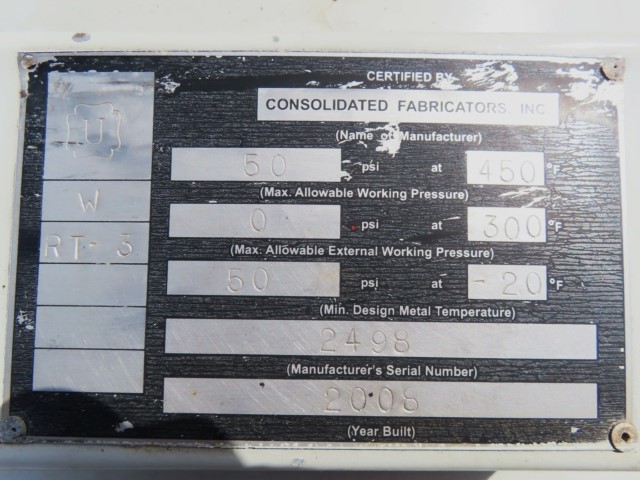 CERTIFIED BY
CONSOLIDATED FABRICATORS, INC.
(Name of Manufacturer)
U
W
RT-3
50 psi at 450 °F
(Max. Allowable Working Pressure)
0 psi at 300 °F
(Max. Allowable External Working Pressure)
50 psi at -20 °F
(Min. Design Metal Temperature)
2498
(Manufacturer's Serial Number)
2008
(Year Built)